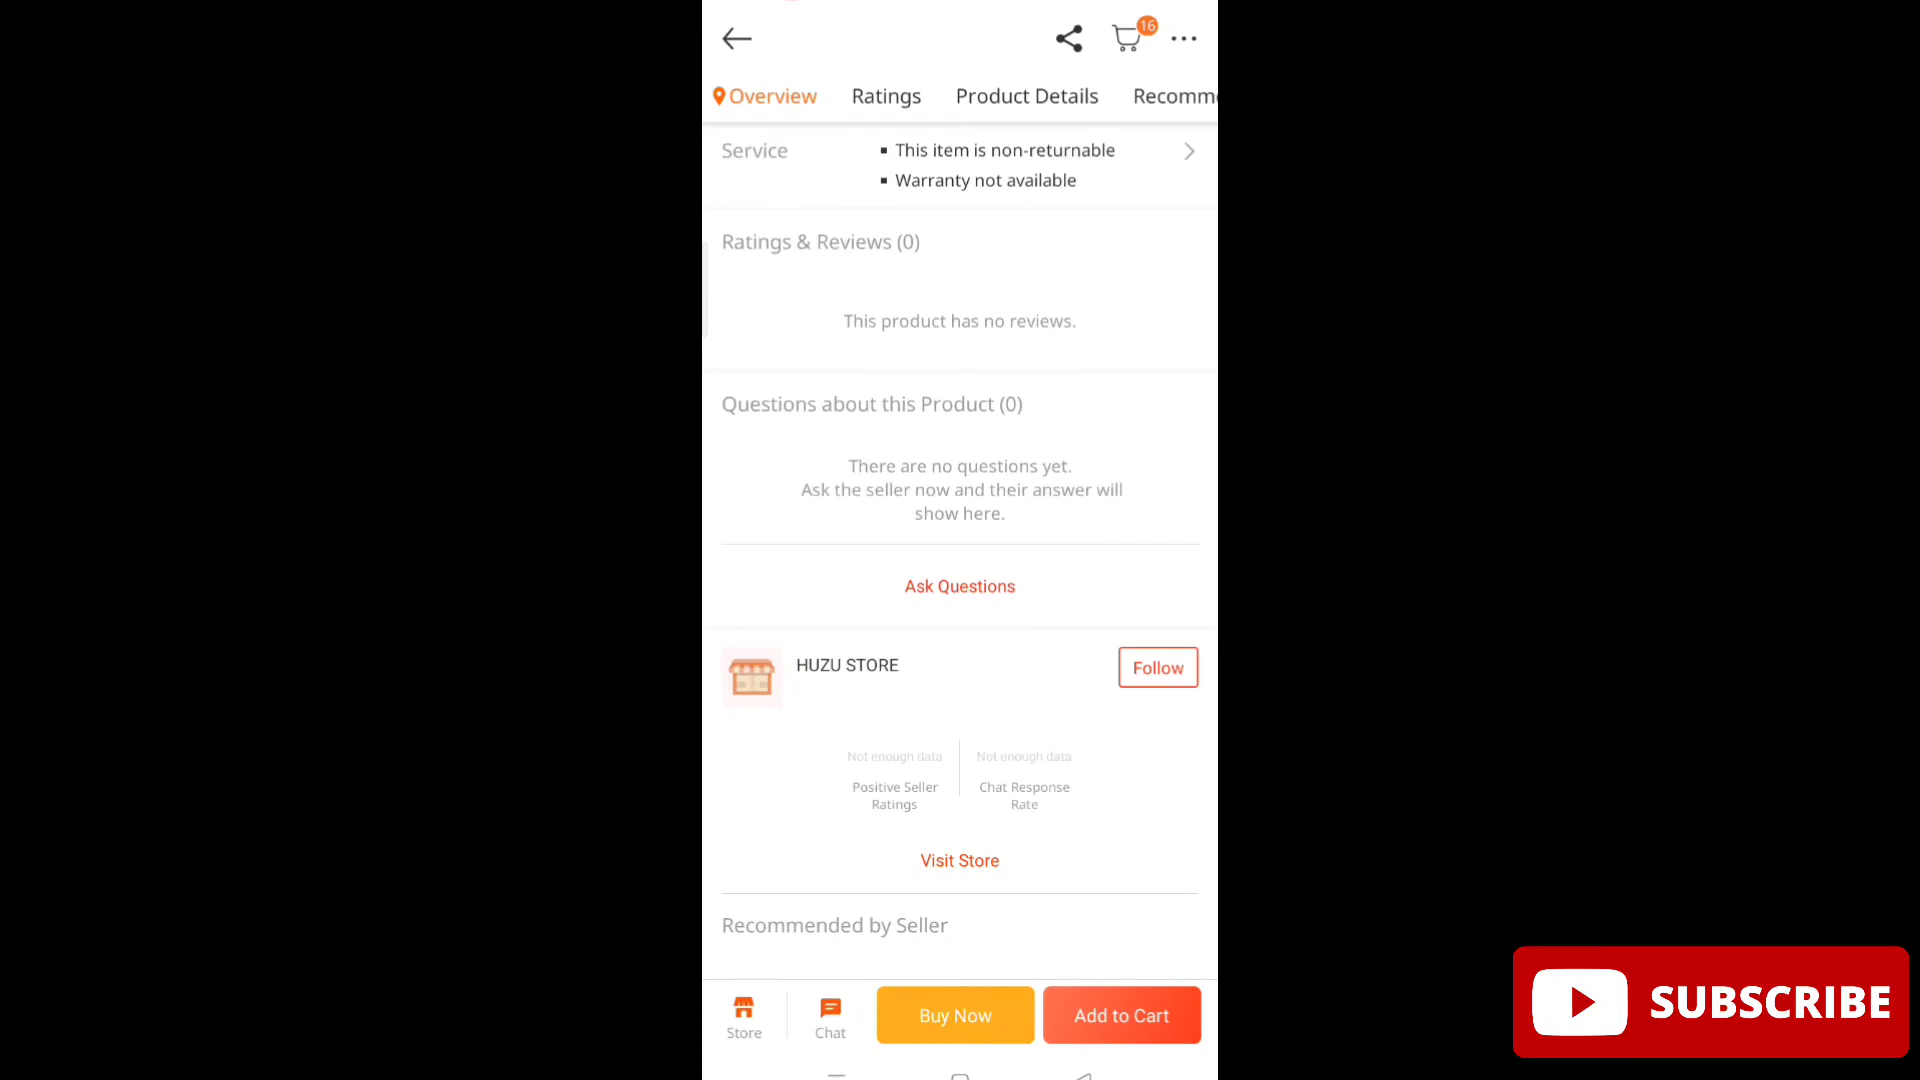 16
Overview Ratings Product Details Recomm
Service
▪ This item is non-returnable
▪ Warranty not available
Ratings & Reviews (0)
This product has no reviews.
Questions about this Product (0)
There are no questions yet.
Ask the seller now and their answer will
show here.
Ask Questions
HUZU STORE
Follow
Not enough data
Positive Seller
Ratings
Not enough data
Chat Response
Rate
Visit Store
Recommended by Seller
Store
Chat
Buy Now
Add to Cart
SUBSCRIBE